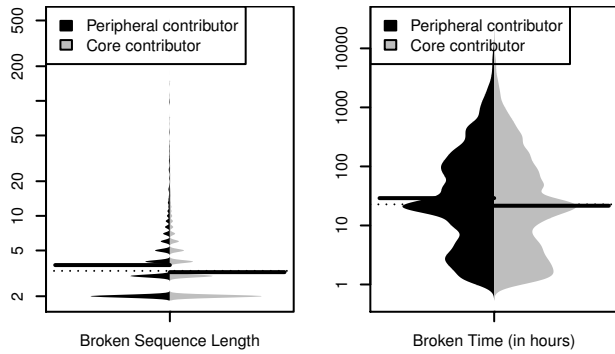 500
200
50
20
10
5
2
Peripheral contributor
Core contributor
Broken Sequence Length
10000
1000
100
10
1
Peripheral contributor
Core contributor
Broken Time (in hours)